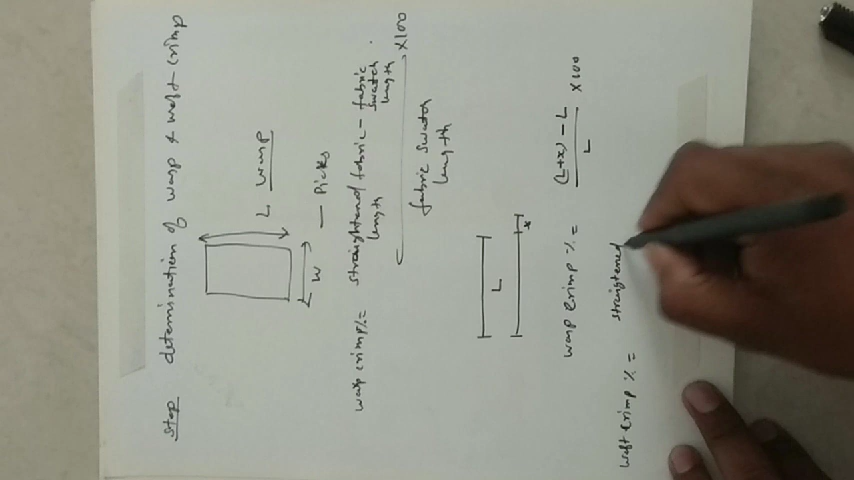 Step determination of warp & weft crimp
L warp
W — Picks
warp crimp% = straightened fabric length – fabric swatch length ×100
fabric swatch length
L
x
warp crimp % = (L+x) – L ×100
L
weft crimp % = straightened